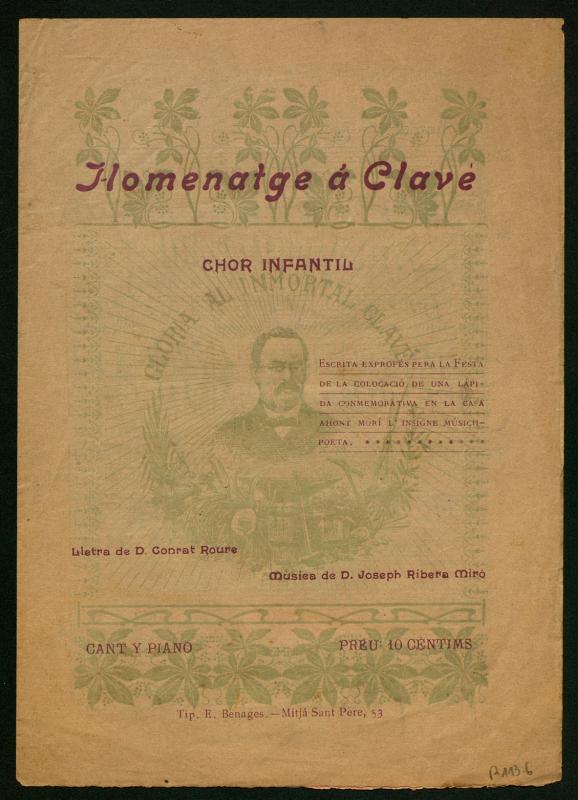 Homenatge á Clavé
CHOR INFANTIL
GLORIA AL INMORTAL CLAVÉ
ESCRITA EXPROFÉS PERA LA FESTA
DE LA COLOCACIÓ DE UNA LÁPI-
DA CONMEMORATIVA EN LA CASA
AHONT MORÍ L' INSIGNE MÚSICH-
POETA.
Lletra de D. Conrat Roure
Música de D. Joseph Ribera Miró
CANT Y PIANO
PREU: 10 CÉNTIMS
Tip. E. Benages.—Mitjá Sant Pere, 53
R 113-6